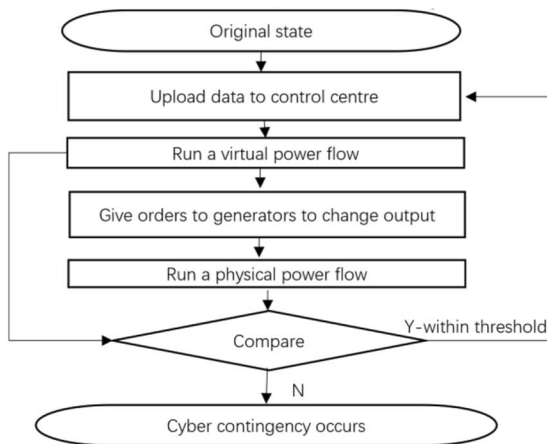 Original state
Upload data to control centre
Run a virtual power flow
Give orders to generators to change output
Run a physical power flow
Compare
Y-within threshold
N
Cyber contingency occurs